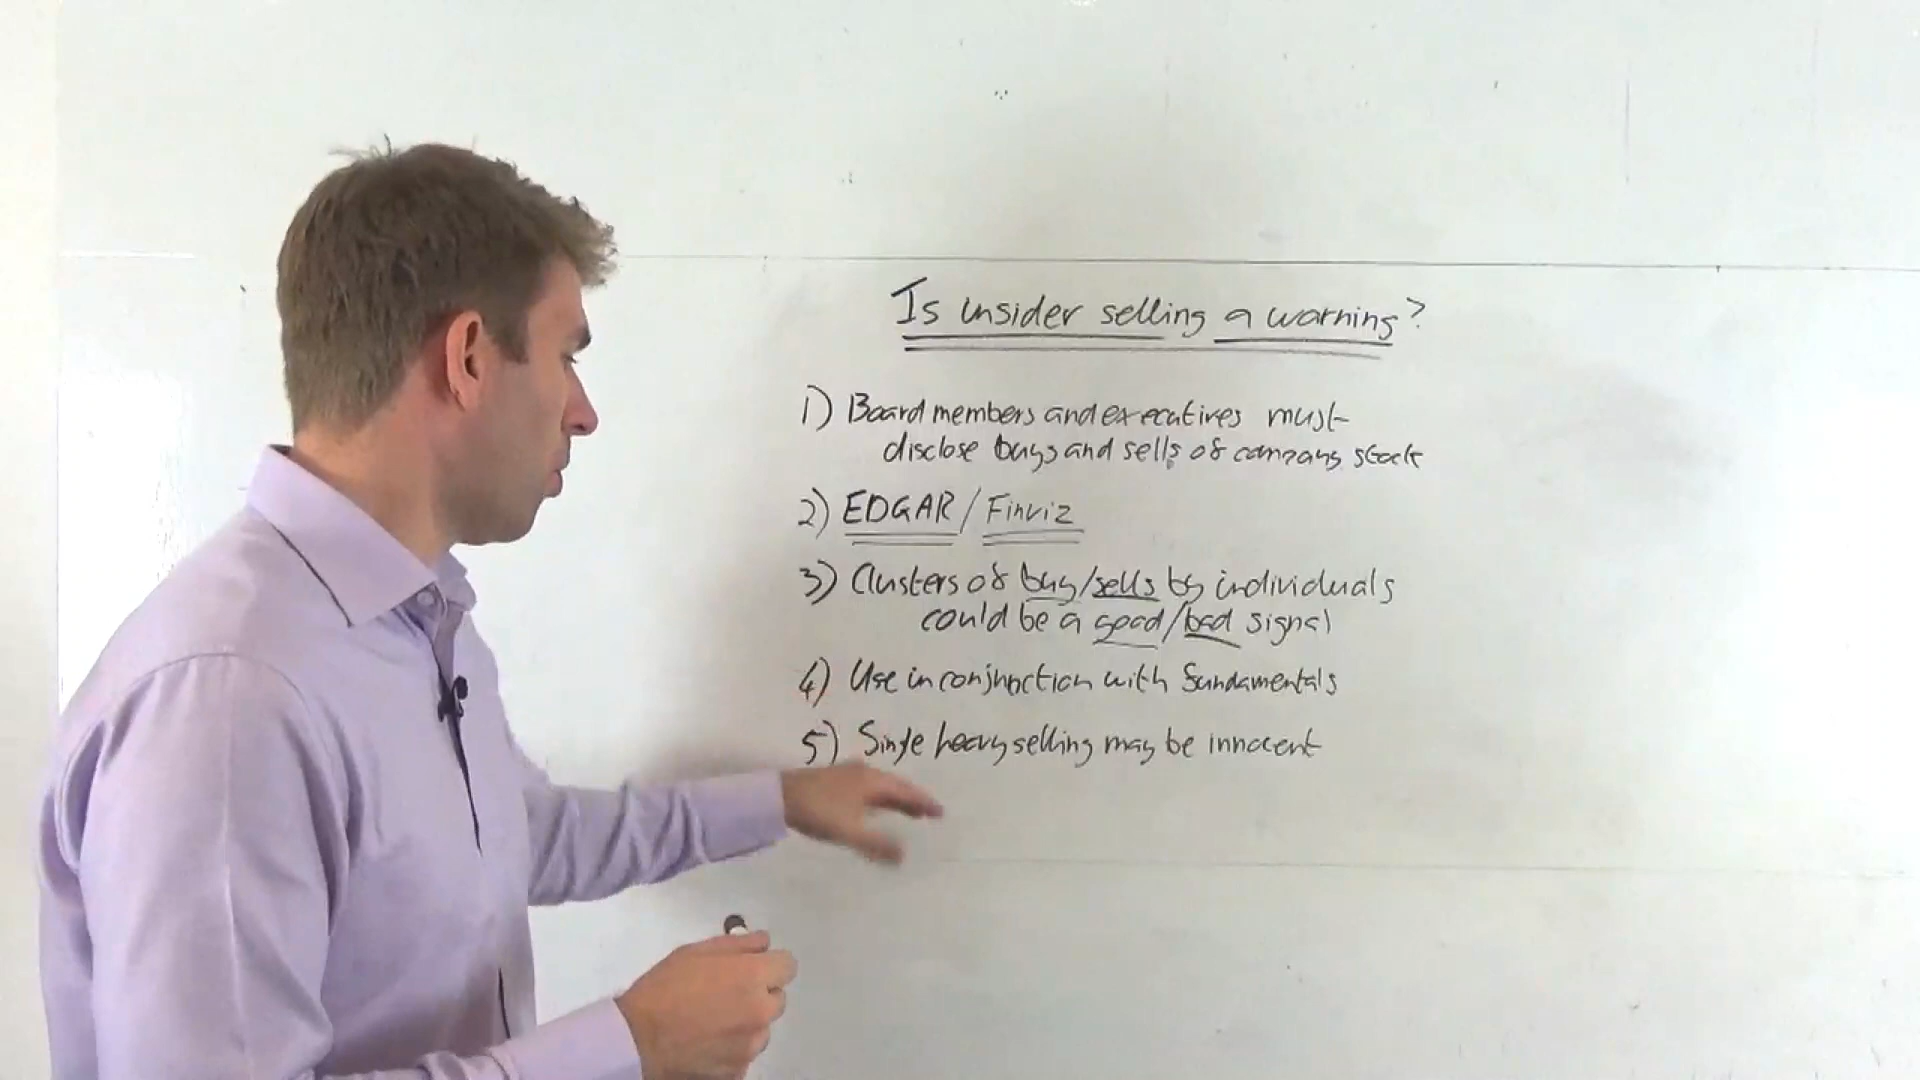 Is insider selling a warning?
1) Board members and executives must
disclose buys and sells of company stock
2) EDGAR / Finviz
3) Clusters of buy/sells by individuals
could be a good/bad signal
4) Use in conjunction with fundamentals
5) Single heavy selling may be innocent